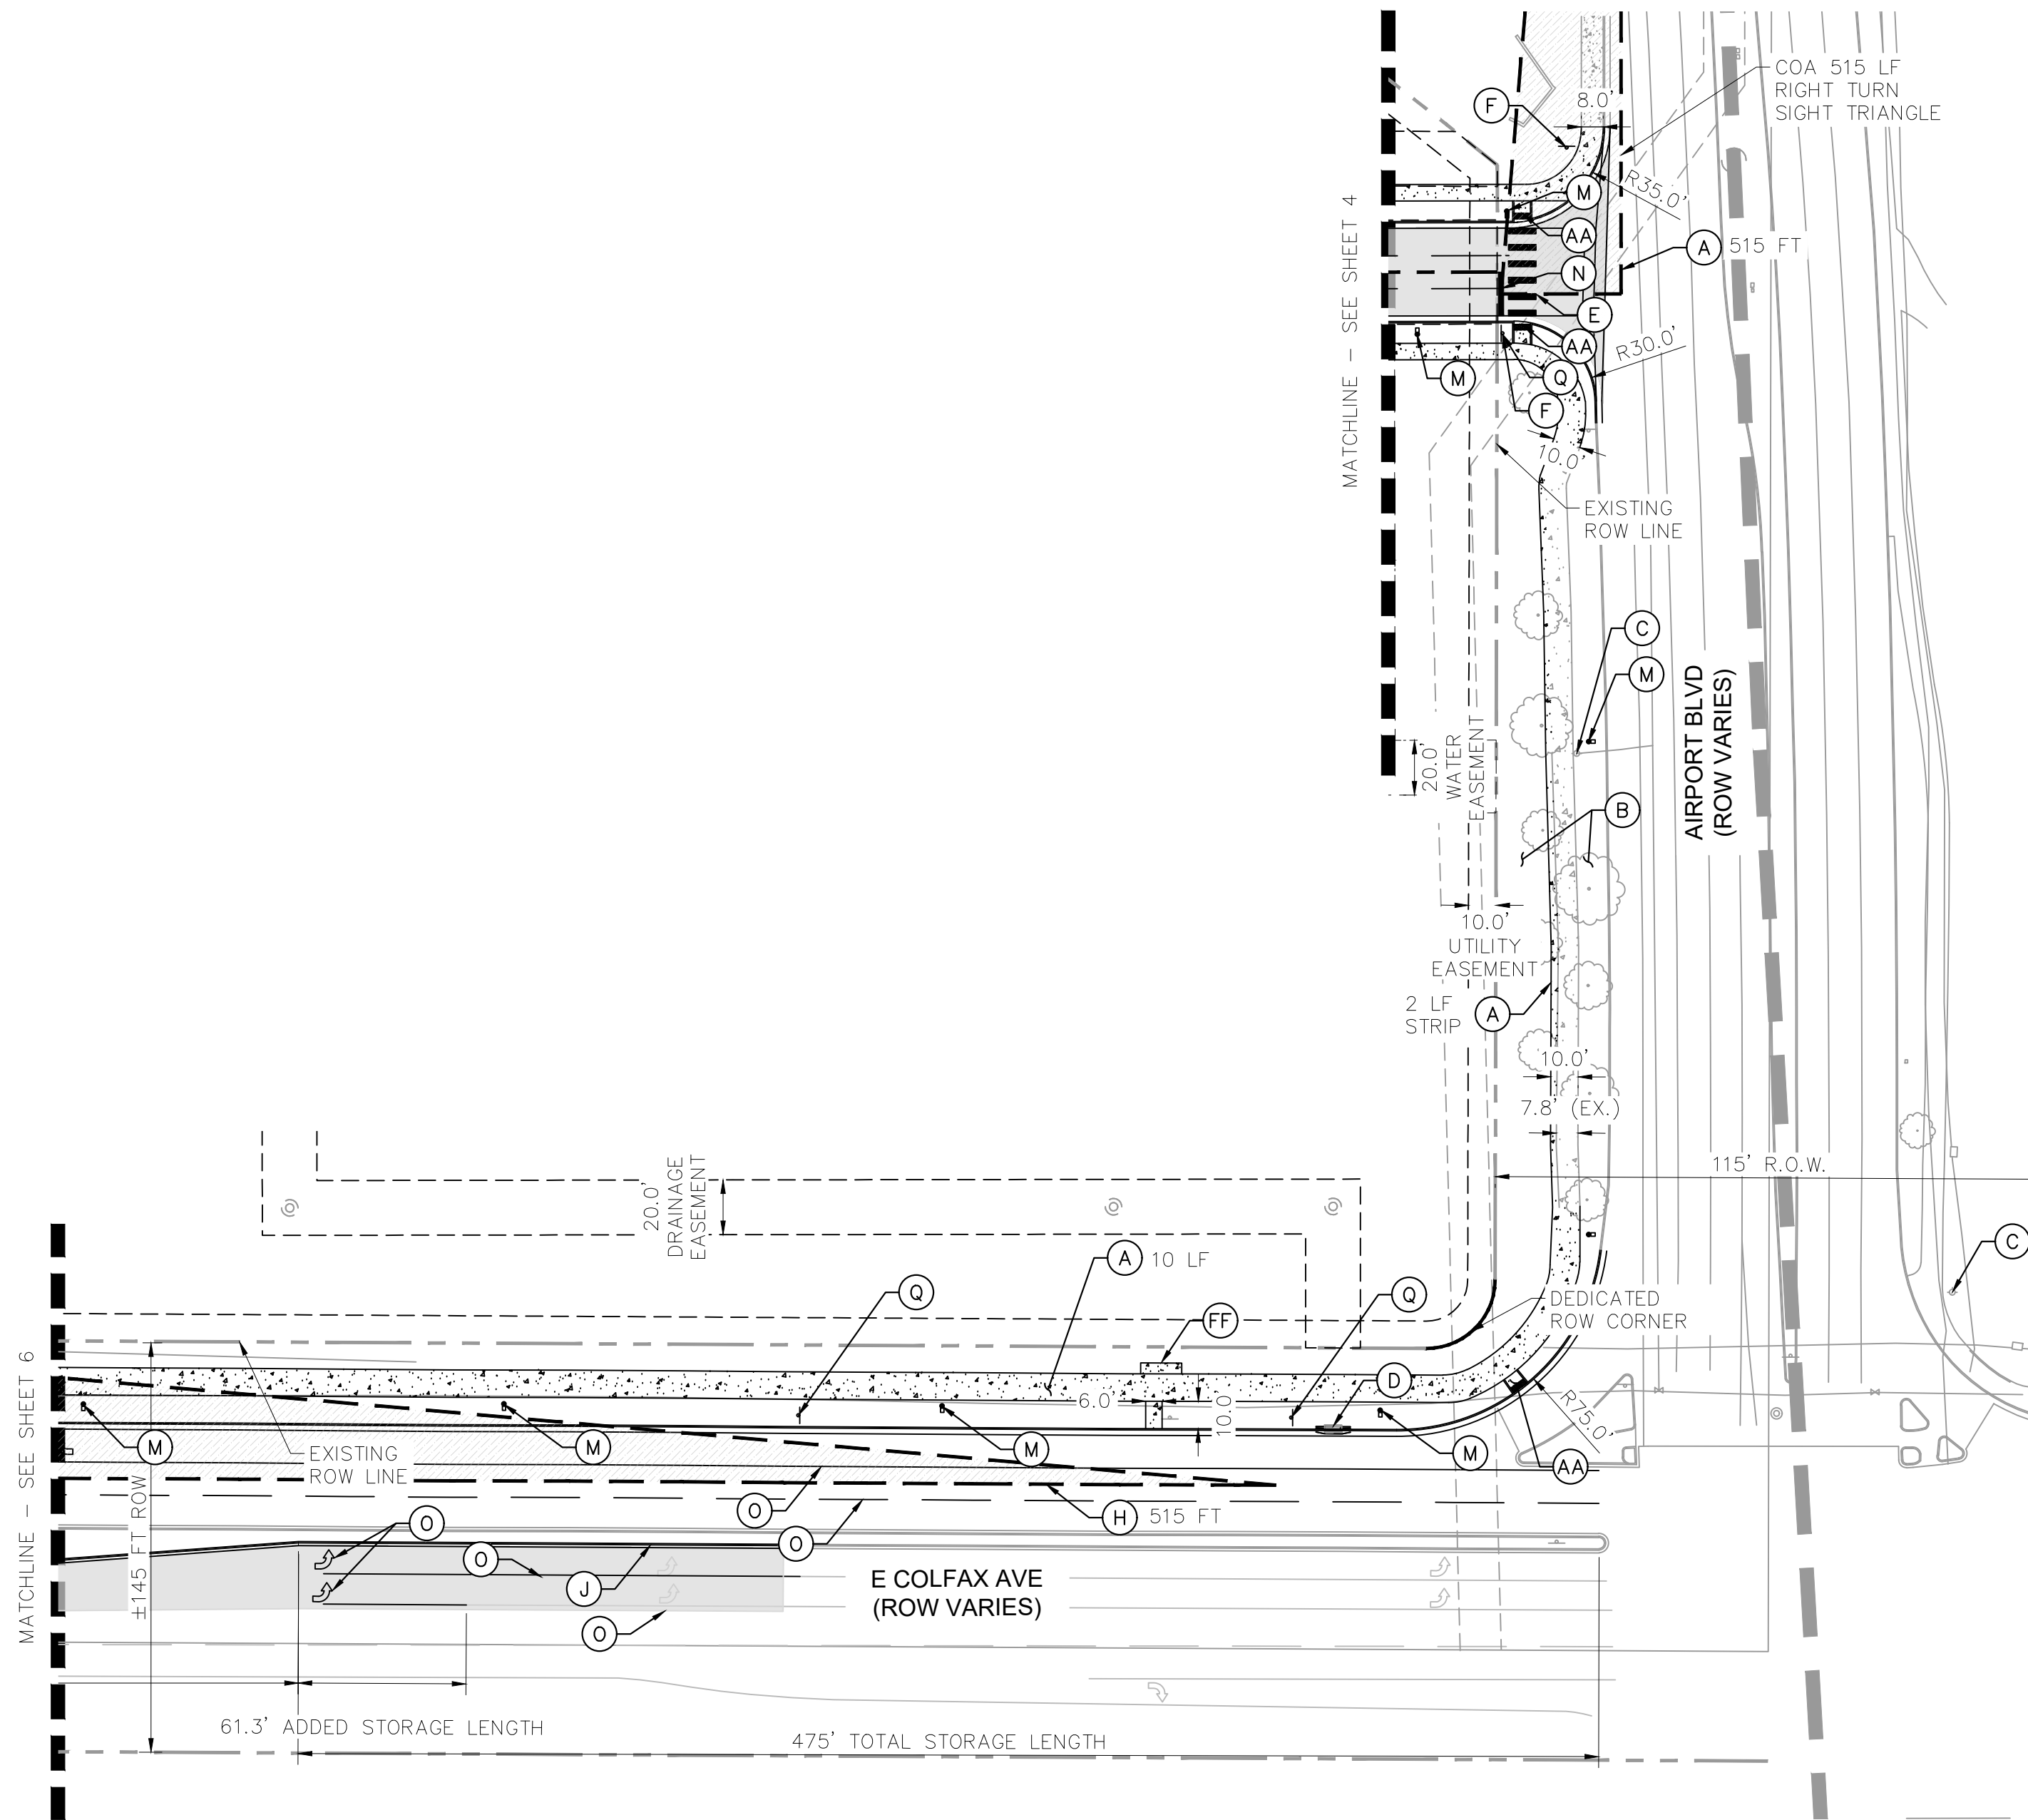 COA 515 LF
RIGHT TURN
SIGHT TRIANGLE
8.0'
F
R35.0'
M
AA
A 515 FT
N
E
AA
R30.0'
M
Q
F
MATCHLINE - SEE SHEET 4
10.0'
EXISTING
ROW LINE
C
M
AIRPORT BLVD
(ROW VARIES)
20.0'
WATER
EASEMENT
B
10.0'
UTILITY
EASEMENT
2 LF
STRIP
A
10.0'
7.8' (EX.)
115' R.O.W.
20.0'
DRAINAGE
EASEMENT
C
A 10 LF
Q
Q
FF
DEDICATED
ROW CORNER
D
6.0'
10.0'
R75.0'
MATCHLINE - SEE SHEET 6
M
EXISTING
ROW LINE
M
M
M
AA
±145 FT ROW
O
O
H 515 FT
O
O
O
J
E COLFAX AVE
(ROW VARIES)
O
61.3' ADDED STORAGE LENGTH
475' TOTAL STORAGE LENGTH